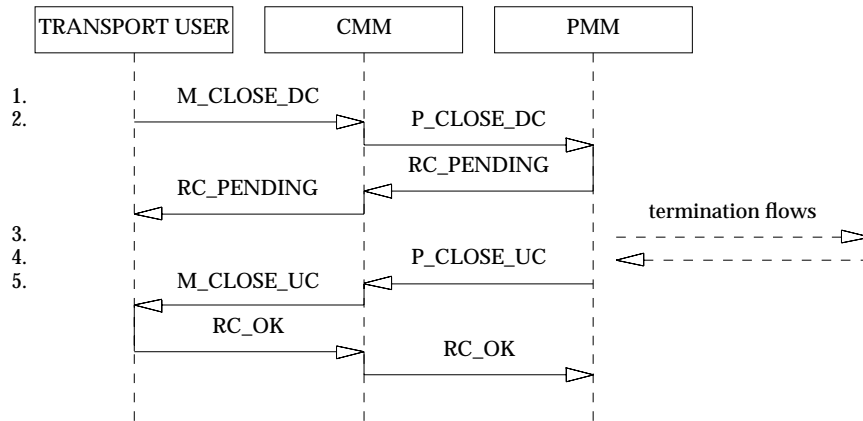 TRANSPORT USER CMM PMM
1. M_CLOSE_DC
2. P_CLOSE_DC
RC_PENDING
RC_PENDING
termination flows
3.
4. P_CLOSE_UC
5. M_CLOSE_UC
RC_OK
RC_OK